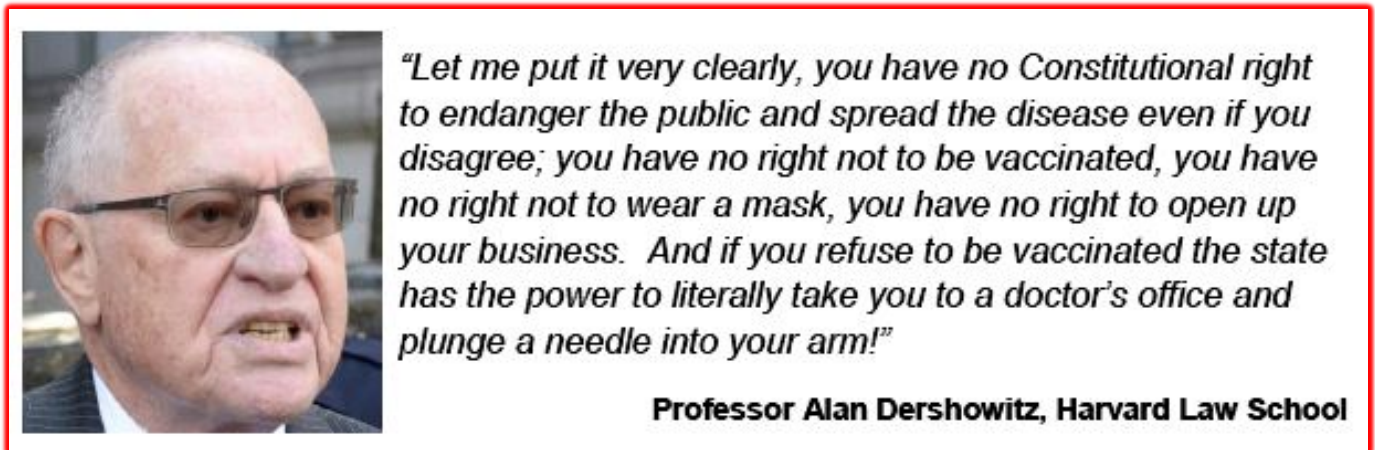 “Let me put it very clearly, you have no Constitutional right
to endanger the public and spread the disease even if you
disagree; you have no right not to be vaccinated, you have
no right not to wear a mask, you have no right to open up
your business.  And if you refuse to be vaccinated the state
has the power to literally take you to a doctor’s office and
plunge a needle into your arm!”
Professor Alan Dershowitz, Harvard Law School